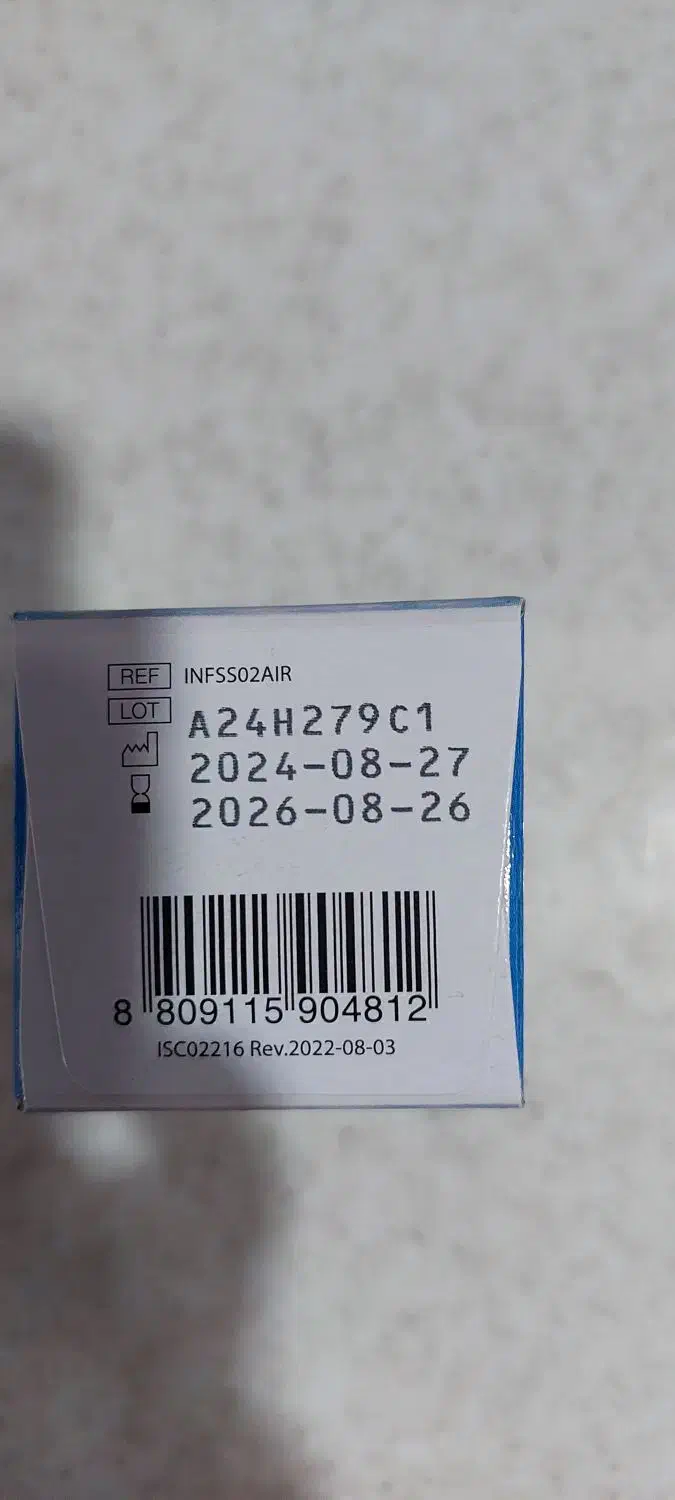 REF INFSS02AIR
LOT A24H279C1
2024-08-27
2026-08-26
8 809115 904812
ISC02216 Rev.2022-08-03